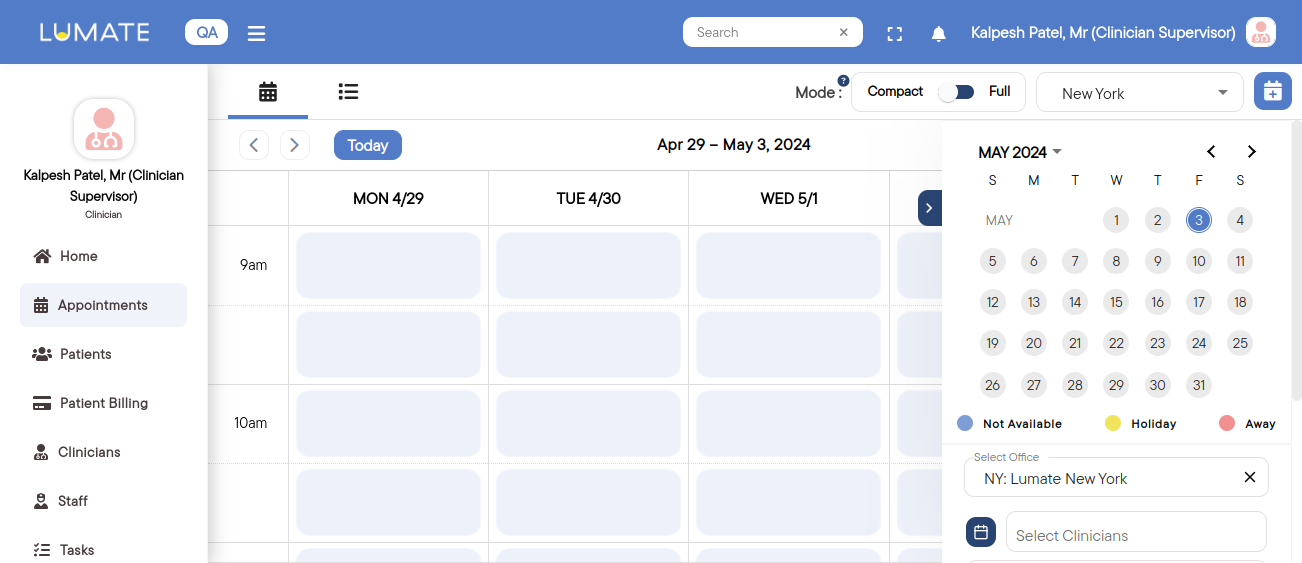 LUMATE QA Search × Kalpesh Patel, Mr (Clinician Supervisor)
Mode : ? Compact Full New York
Kalpesh Patel, Mr (Clinician
Supervisor)
Clinician
Home
Appointments
Patients
Patient Billing
Clinicians
Staff
Tasks
Today Apr 29 – May 3, 2024
MON 4/29 TUE 4/30 WED 5/1
9am
10am
MAY 2024
S M T W T F S
MAY 1 2 3 4
5 6 7 8 9 10 11
12 13 14 15 16 17 18
19 20 21 22 23 24 25
26 27 28 29 30 31
Not Available Holiday Away
Select Office
NY: Lumate New York
Select Clinicians